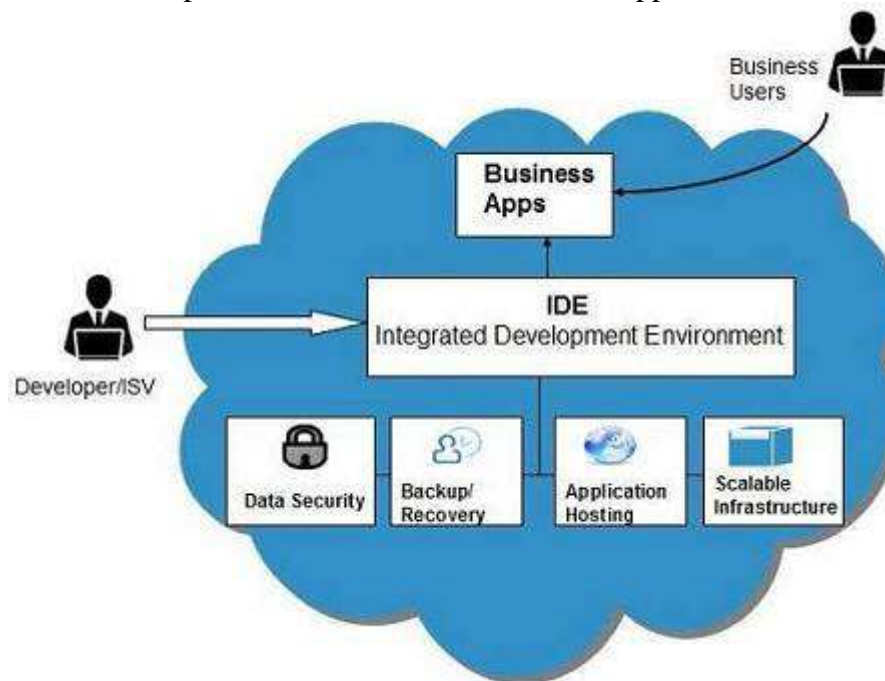 Business
Users
Business
Apps
IDE
Integrated Development Environment
Developer/ISV
Data Security
Backup/
Recovery
Application
Hosting
Scalable
Infrastructure